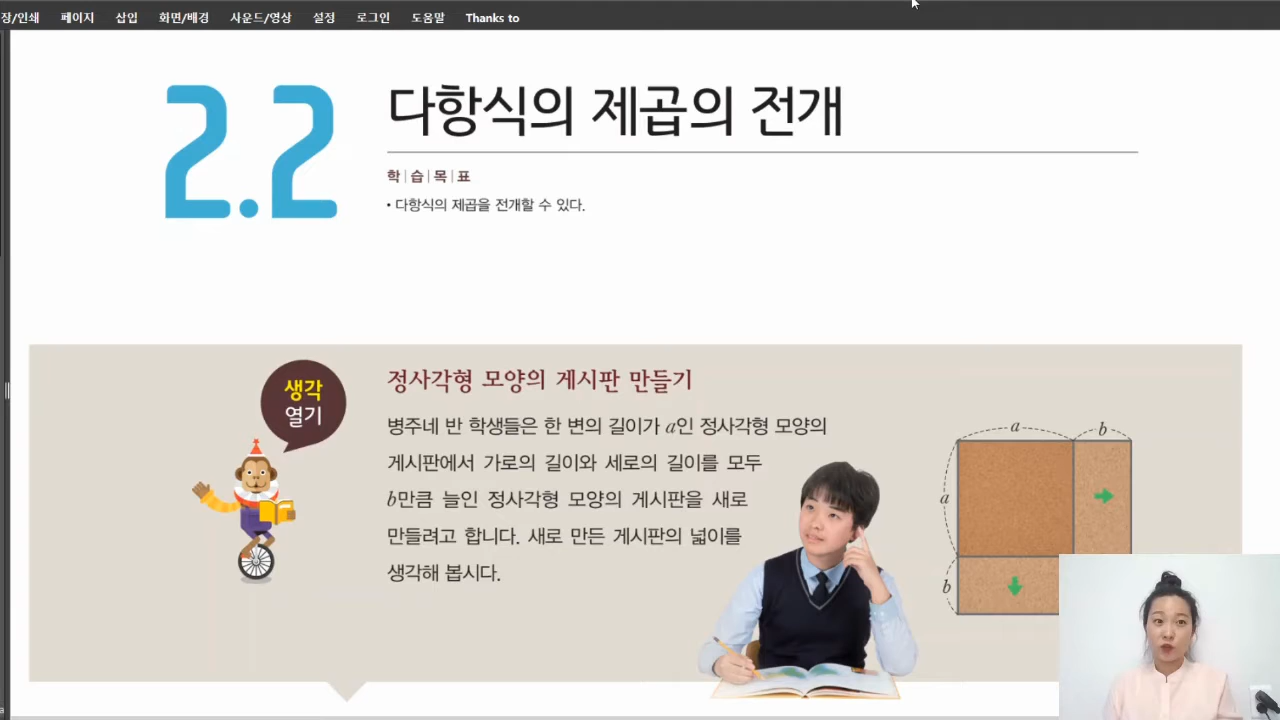 장/인쇄 페이지 삽입 화면/배경 사운드/영상 설정 로그인 도움말 Thanks to
2.2 다항식의 제곱의 전개
학 | 습 | 목 | 표
• 다항식의 제곱을 전개할 수 있다.
생각
열기
정사각형 모양의 게시판 만들기
병주네 반 학생들은 한 변의 길이가 a인 정사각형 모양의
게시판에서 가로의 길이와 세로의 길이를 모두
b만큼 늘인 정사각형 모양의 게시판을 새로
만들려고 합니다. 새로 만든 게시판의 넓이를
생각해 봅시다.
a b
a
b